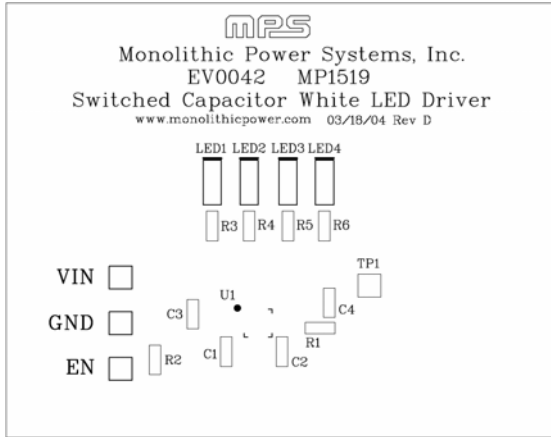 MPS
Monolithic Power Systems, Inc.
EV0042 MP1519
Switched Capacitor White LED Driver
www.monolithicpower.com 03/18/04 Rev D
LED1 LED2 LED3 LED4
R3 R4 R5 R6
VIN
TP1
U1
C3
C4
GND
R1
EN
R2
C1
C2